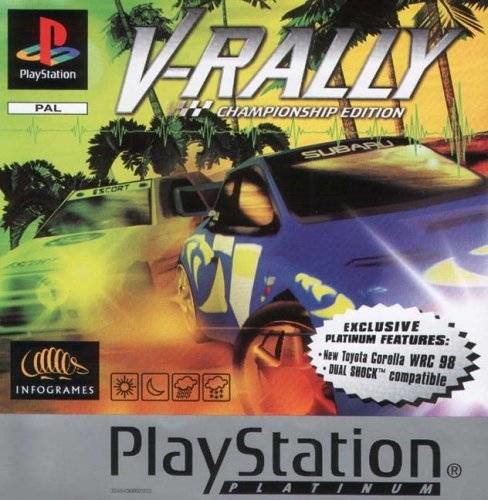 PlayStation
PAL
V-RALLY
CHAMPIONSHIP EDITION
SUBARU
ESCORT
EXCLUSIVE
PLATINUM FEATURES:
• New Toyota Corolla WRC 98
• DUAL SHOCK™ compatible
INFOGRAMES
PlayStation®
PLATINUM